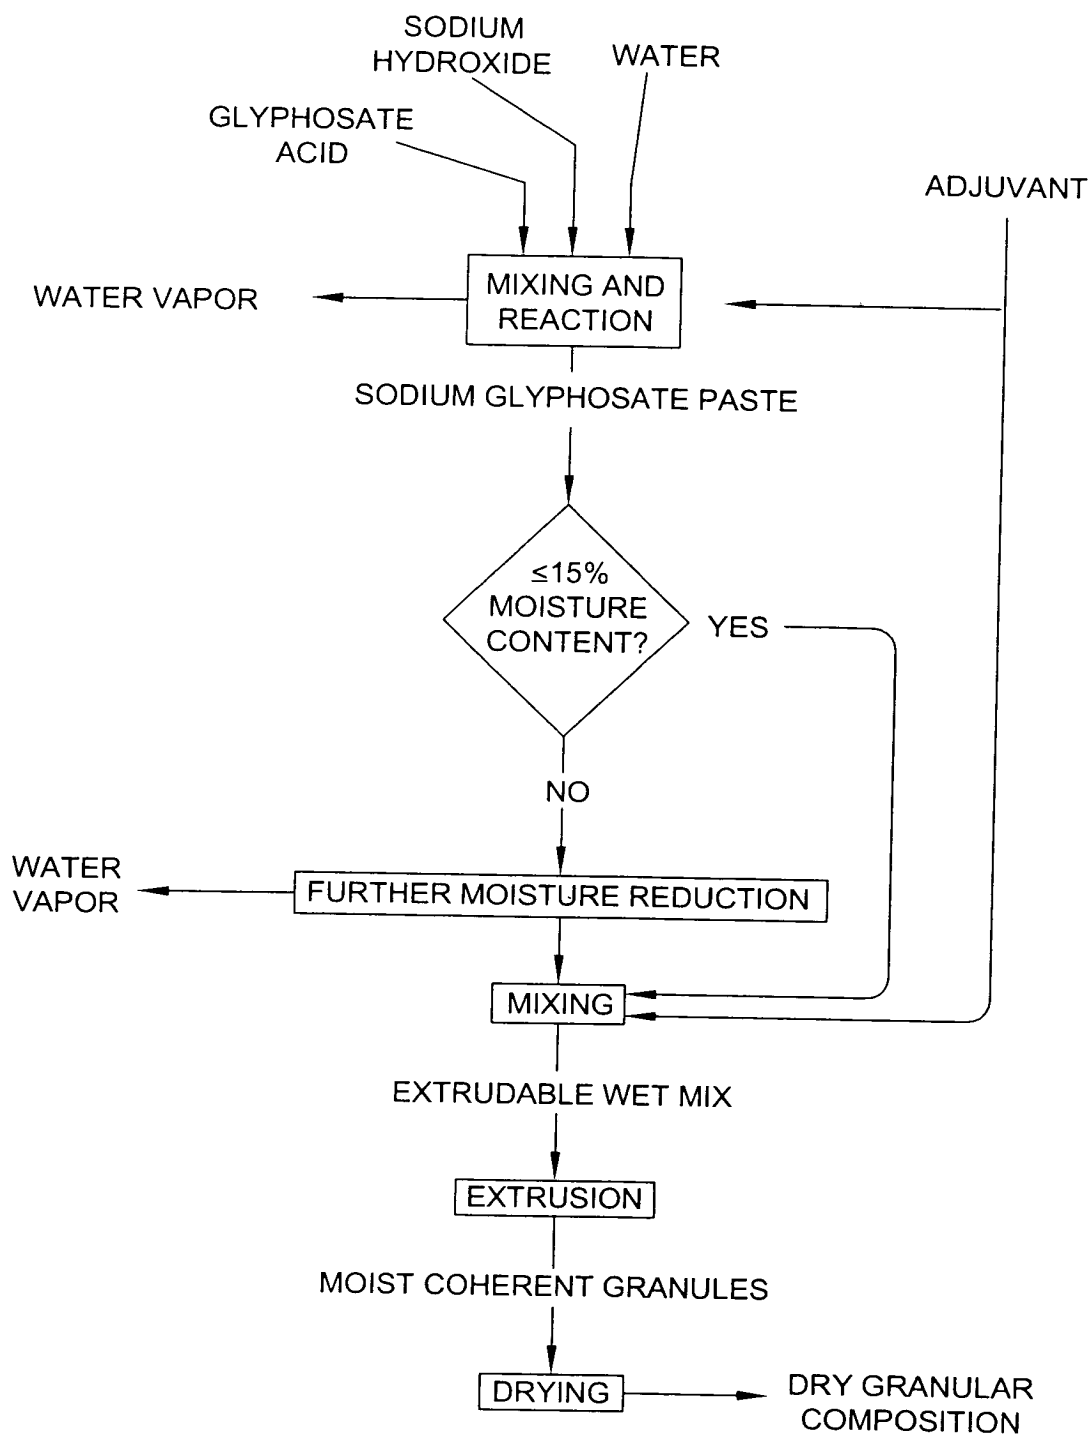 SODIUM
HYDROXIDE
WATER
GLYPHOSATE
ACID
ADJUVANT
MIXING AND
REACTION
WATER VAPOR
SODIUM GLYPHOSATE PASTE
≤15%
MOISTURE
CONTENT?
YES
NO
WATER
VAPOR
FURTHER MOISTURE REDUCTION
MIXING
EXTRUDABLE WET MIX
EXTRUSION
MOIST COHERENT GRANULES
DRYING
DRY GRANULAR
COMPOSITION